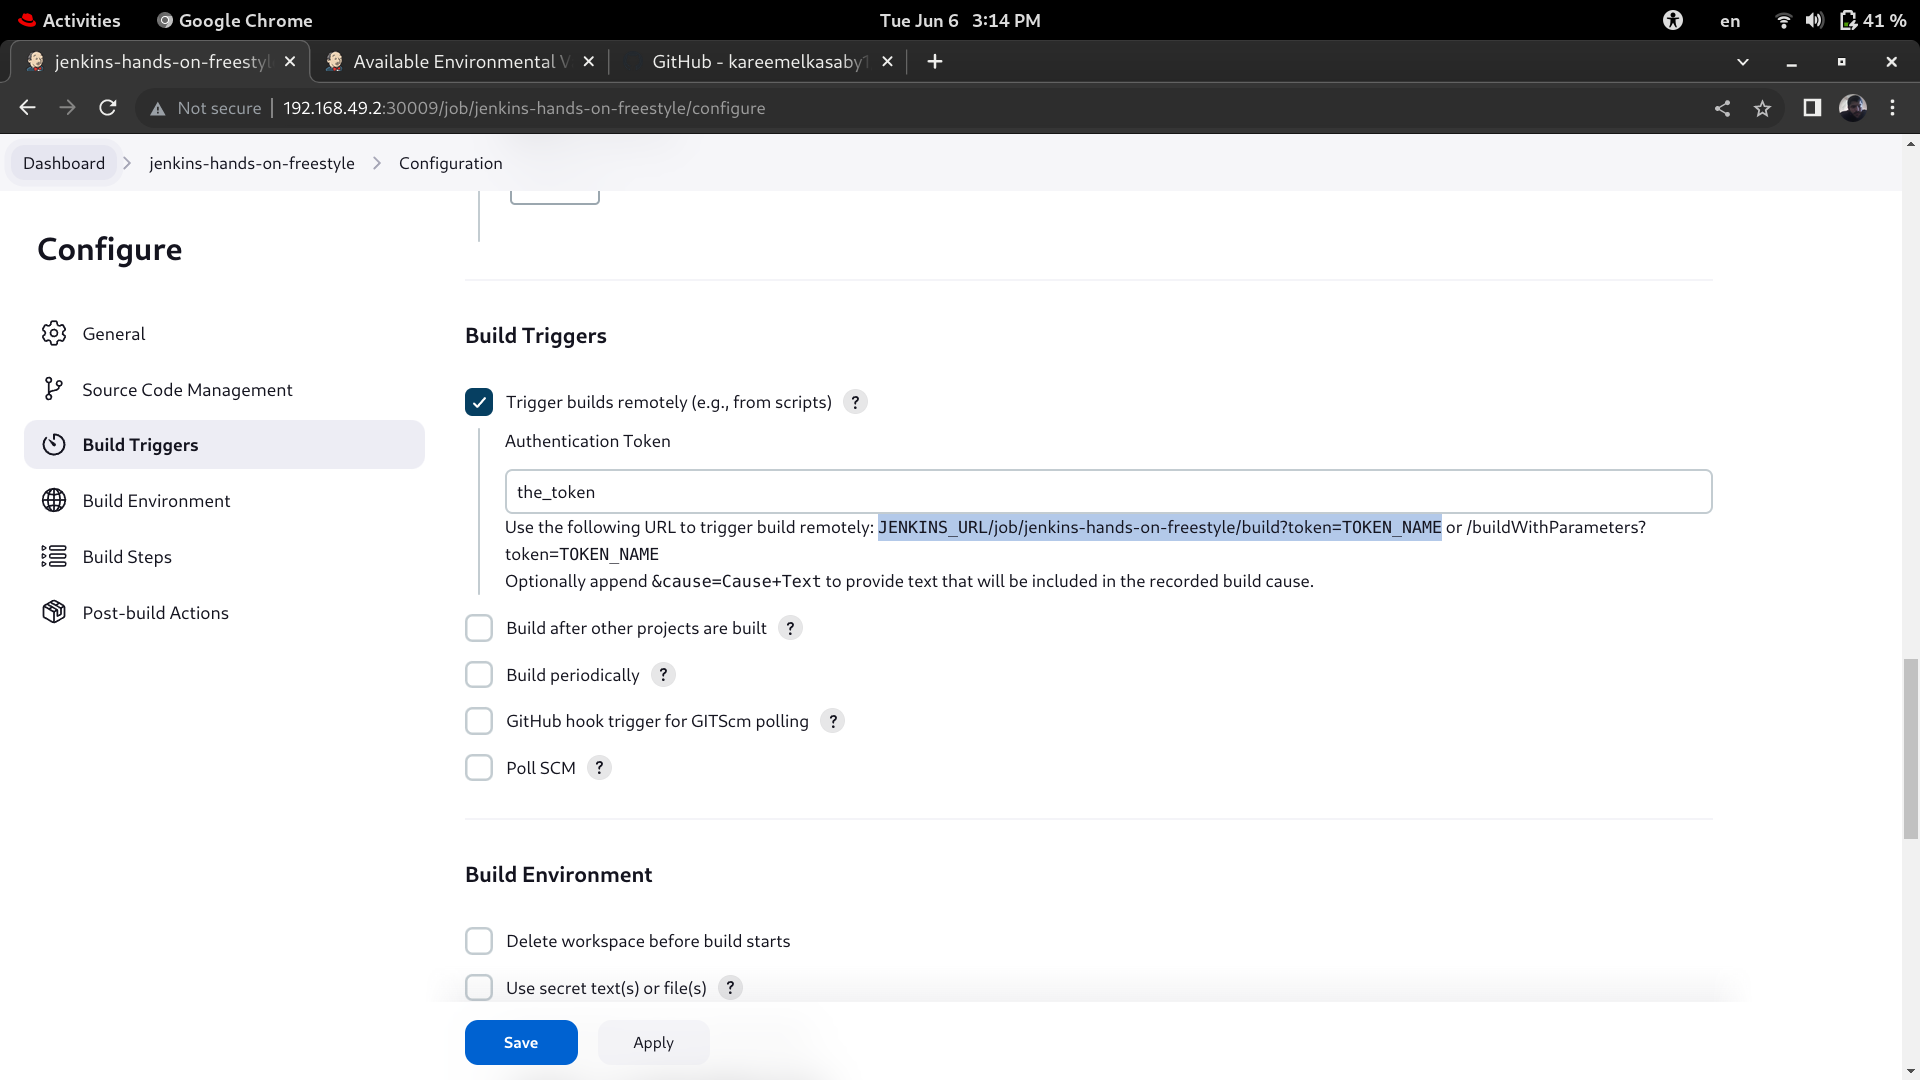 Activities
Google Chrome
Tue Jun 6 3:14 PM
en
41 %
jenkins-hands-on-freestyl
Available Environmental V
GitHub - kareemelkasaby1
Not secure
192.168.49.2:30009/job/jenkins-hands-on-freestyle/configure
Dashboard
jenkins-hands-on-freestyle
Configuration
Configure
General
Source Code Management
Build Triggers
Build Environment
Build Steps
Post-build Actions
Build Triggers
Trigger builds remotely (e.g., from scripts) ?
Authentication Token
the_token
Use the following URL to trigger build remotely: JENKINS_URL/job/jenkins-hands-on-freestyle/build?token=TOKEN_NAME or /buildWithParameters?
token=TOKEN_NAME
Optionally append &cause=Cause+Text to provide text that will be included in the recorded build cause.
Build after other projects are built ?
Build periodically ?
GitHub hook trigger for GITScm polling ?
Poll SCM ?
Build Environment
Delete workspace before build starts
Use secret text(s) or file(s) ?
Save
Apply